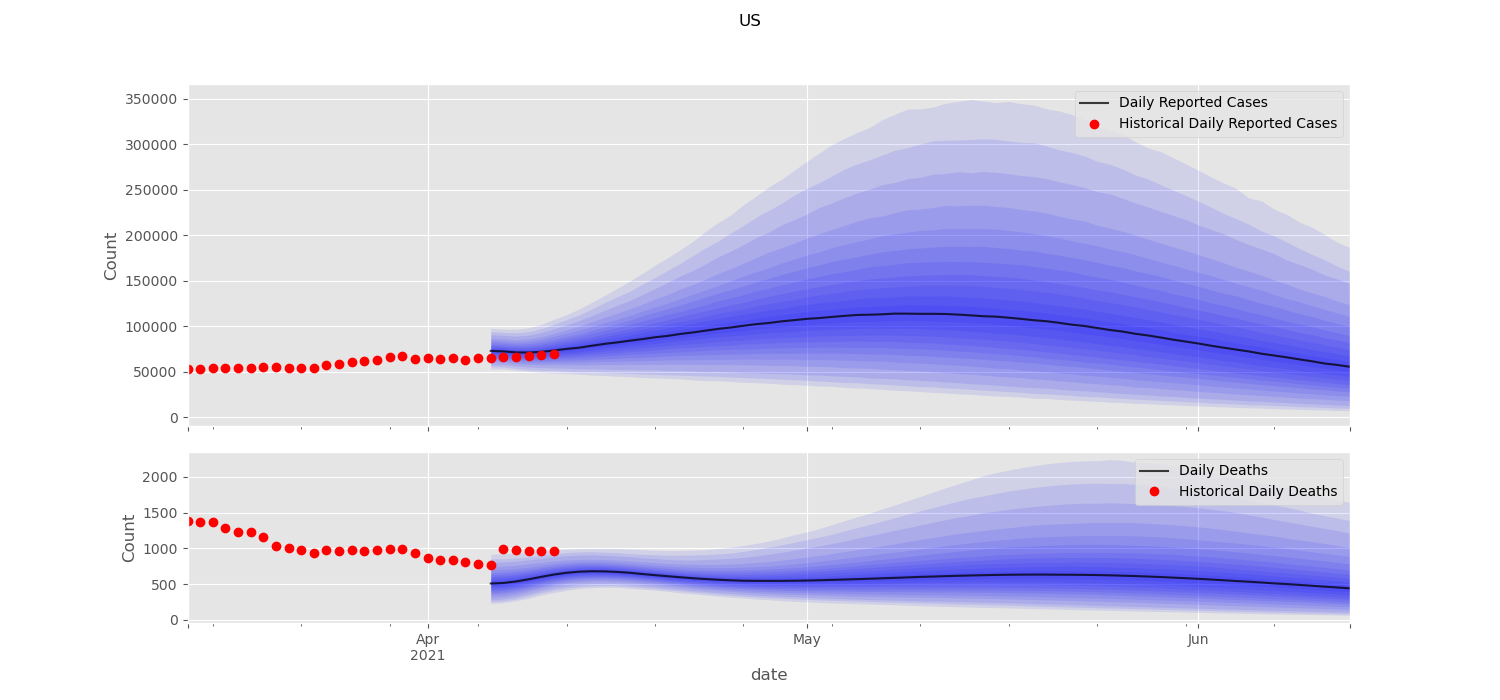 US
350000
300000
250000
200000
150000
100000
50000
0
Count
Daily Reported Cases
Historical Daily Reported Cases
2000
1500
1000
500
0
Count
Daily Deaths
Historical Daily Deaths
Apr
2021
May
Jun
date